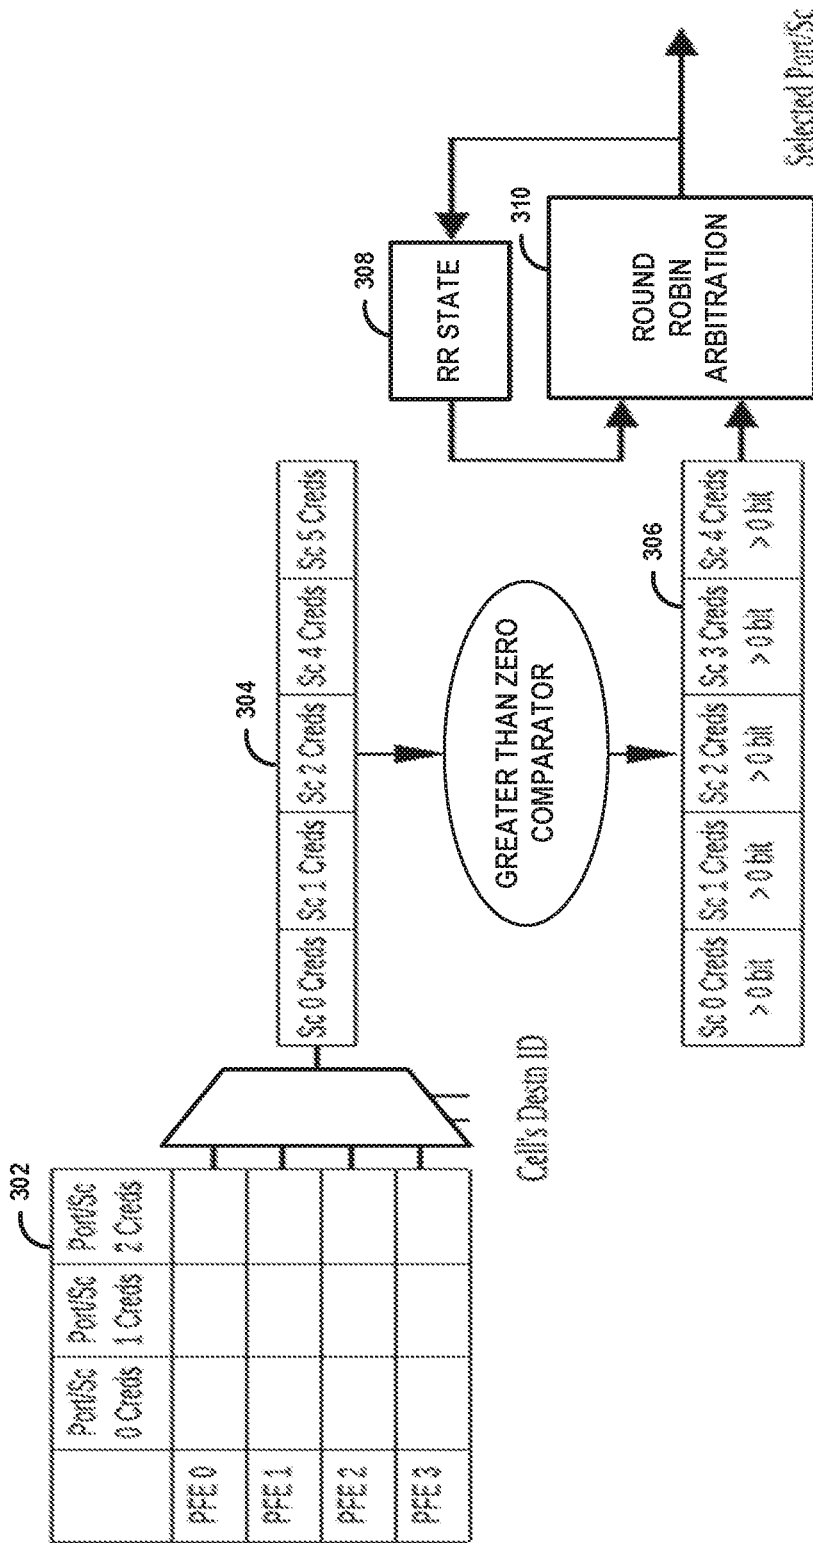 302
Port/Sc Port/Sc Port/Sc
0 Creds 1 Creds 2 Creds
PFE 0
PFE 1
PFE 2
PFE 3
Cell's Destn ID
304
Sc 0 Creds Sc 1 Creds Sc 2 Creds Sc 4 Creds Sc 5 Creds
GREATER THAN ZERO
COMPARATOR
306
Sc 0 Creds Sc 1 Creds Sc 2 Creds Sc 3 Creds Sc 4 Creds
>0 bit >0 bit >0 bit >0 bit >0 bit
308
RR STATE
310
ROUND
ROBIN
ARBITRATION
Selected Port/Sc